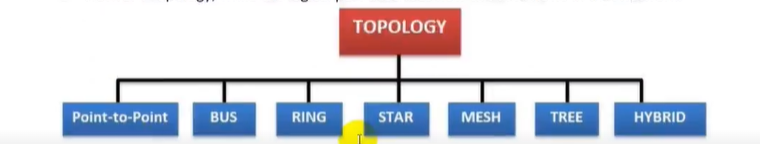 TOPOLOGY
Point-to-Point BUS RING STAR MESH TREE HYBRID